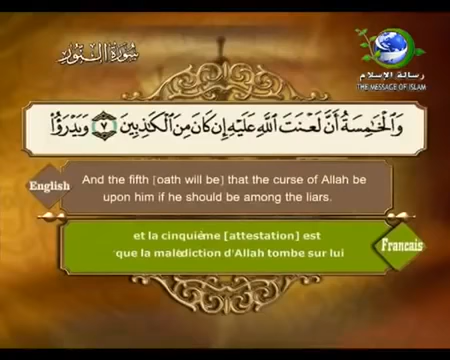 سورة النور
رسالة الإسلام
THE MESSAGE OF ISLAM
وَالْخَامِسَةُ أَنَّ لَعْنَتَ اللَّهِ عَلَيْهِ إِن كَانَ مِنَ الْكَاذِبِينَ ٧ وَيَدْرَؤُا
English
And the fifth [oath will be] that the curse of Allah be
upon him if he should be among the liars.
et la cinquième [attestation] est
'que la malédiction d'Allah tombe sur lui
Francais